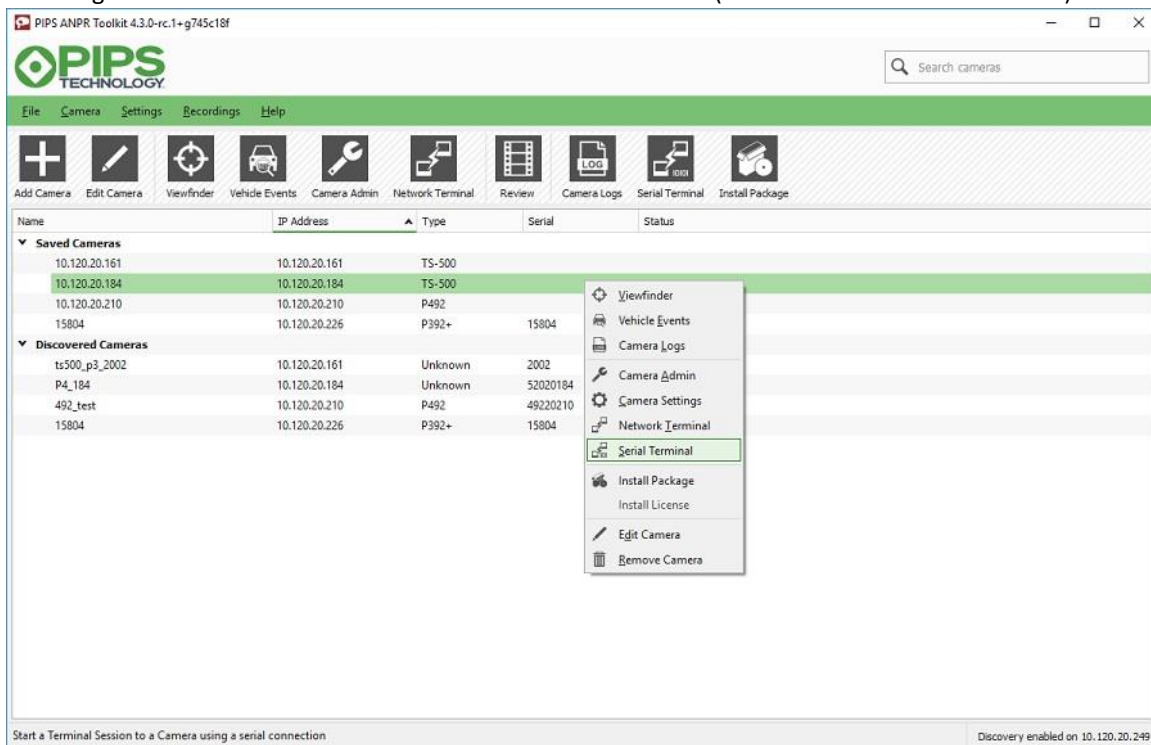 PIPS ANPR Toolkit 4.3.0-rc.1+g745c18f
PIPS
TECHNOLOGY
Search cameras
File Camera Settings Recordings Help
LOG
Add Camera Edit Camera Viewfinder Vehicle Events Camera Admin Network Terminal Review Camera Logs Serial Terminal Install Package
Name IP Address Type Serial Status
Saved Cameras
10.120.20.161 10.120.20.161 TS-500
10.120.20.184 10.120.20.184 TS-500
10.120.20.210 10.120.20.210 P492
15804 10.120.20.226 P392+ 15804
Discovered Cameras
ts500_p3_2002 10.120.20.161 Unknown 2002
P4_184 10.120.20.184 Unknown 52020184
492_test 10.120.20.210 P492 49220210
15804 10.120.20.226 P392+ 15804
Viewfinder
Vehicle Events
Camera Logs
Camera Admin
Camera Settings
Network Terminal
Serial Terminal
Install Package
Install License
Edit Camera
Remove Camera
Start a Terminal Session to a Camera using a serial connection
Discovery enabled on 10.120.20.249